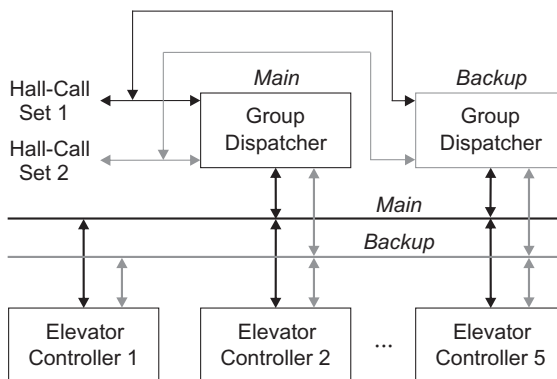 Main
Backup
Hall-Call
Set 1
Group
Dispatcher
Group
Dispatcher
Hall-Call
Set 2
Main
Backup
Elevator
Controller 1
Elevator
Controller 2
...
Elevator
Controller 5